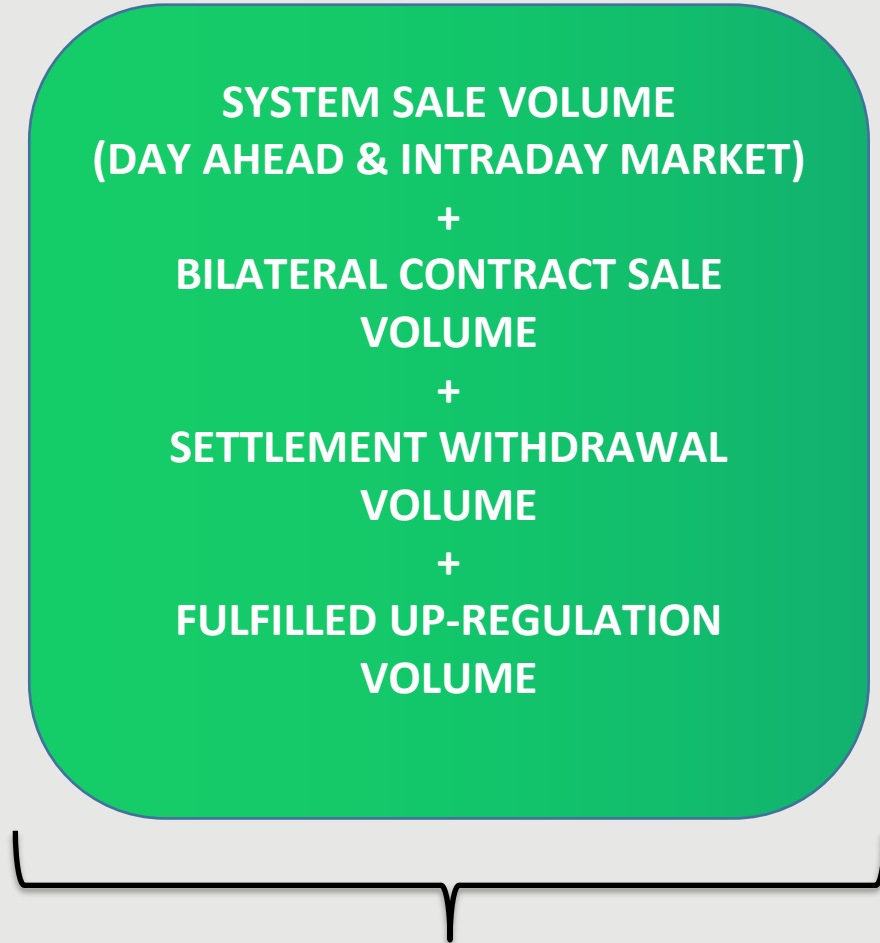 SYSTEM SALE VOLUME
(DAY AHEAD & INTRADAY MARKET)
+
BILATERAL CONTRACT SALE
VOLUME
+
SETTLEMENT WITHDRAWAL
VOLUME
+
FULFILLED UP-REGULATION
VOLUME